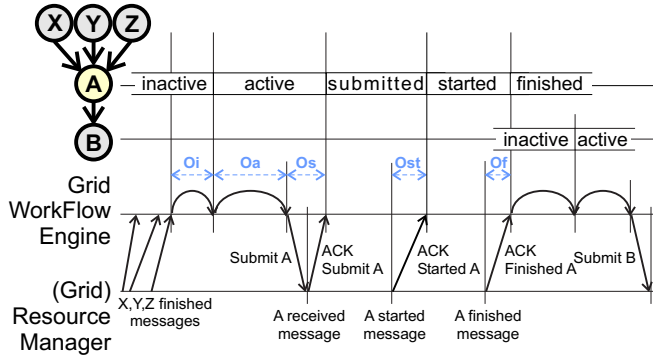 X Y Z
A
B
inactive active submitted started finished
inactive active
Oi Oa Os Ost Of
Grid
WorkFlow
Engine
Submit A
ACK
Submit A
ACK
Started A
ACK
Finished A
Submit B
(Grid)
Resource
Manager
X,Y,Z finished
messages
A received
message
A started
message
A finished
message